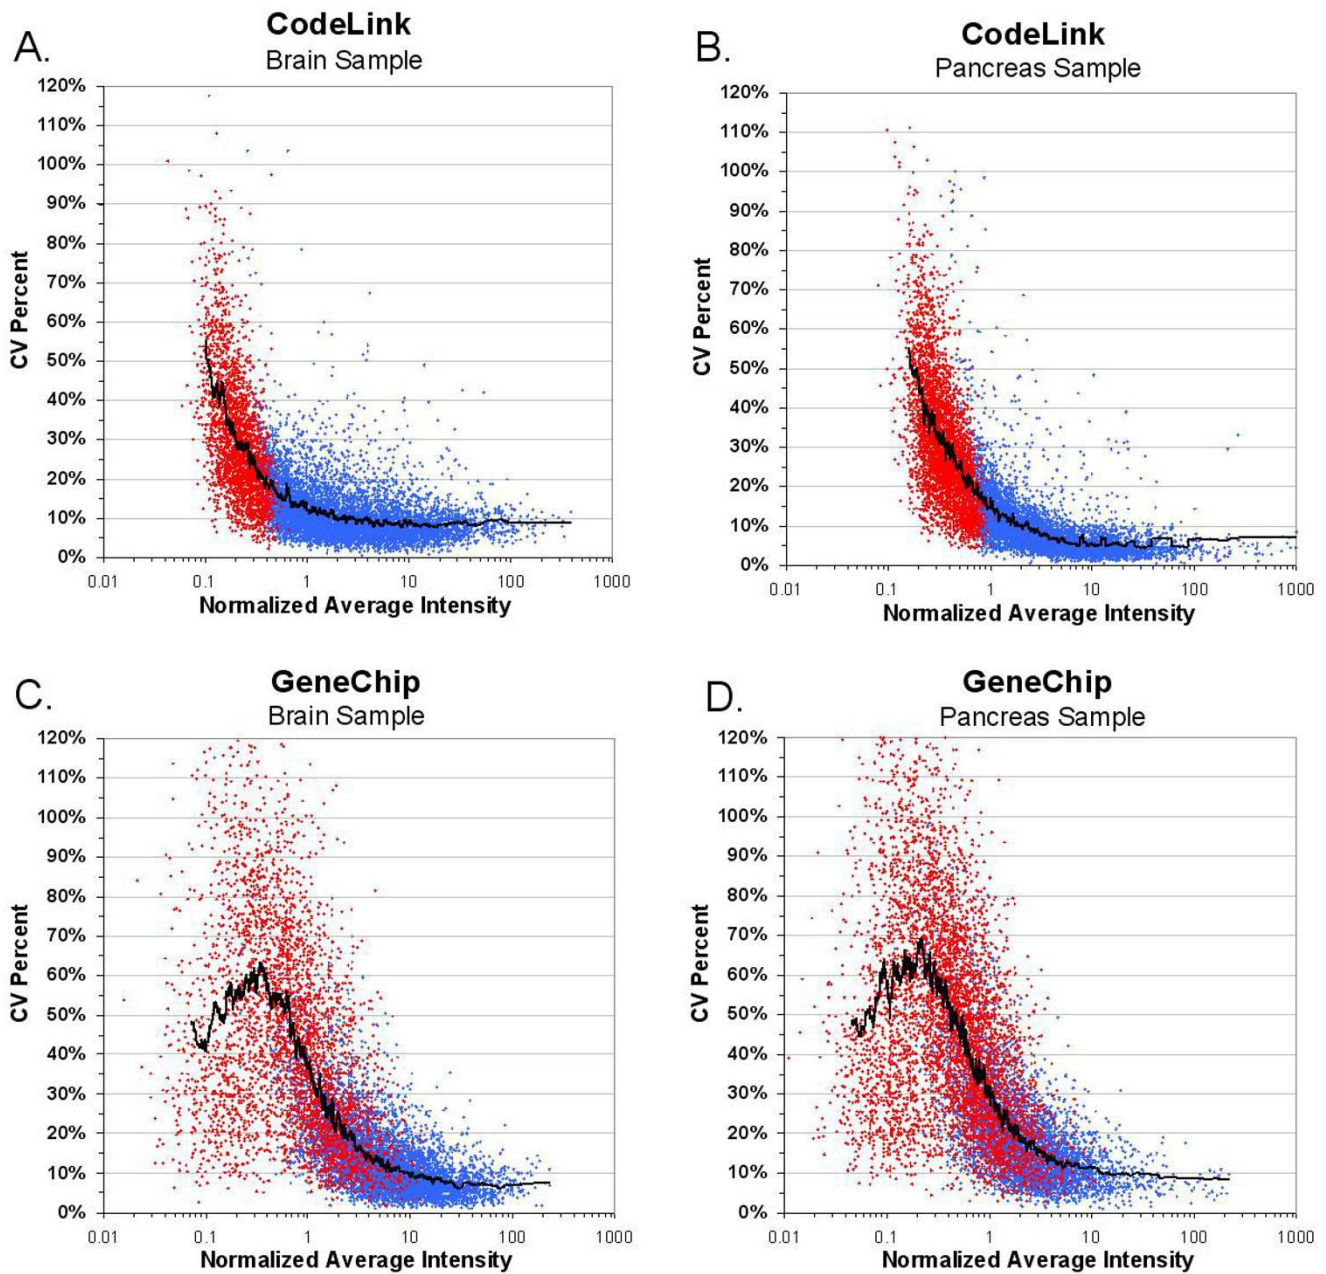 A.
CodeLink
Brain Sample
CV Percent
120%
110%
100%
90%
80%
70%
60%
50%
40%
30%
20%
10%
0%
0.01 0.1 1 10 100 1000
Normalized Average Intensity
B.
CodeLink
Pancreas Sample
CV Percent
120%
110%
100%
90%
80%
70%
60%
50%
40%
30%
20%
10%
0%
0.01 0.1 1 10 100 1000
Normalized Average Intensity
C.
GeneChip
Brain Sample
CV Percent
120%
110%
100%
90%
80%
70%
60%
50%
40%
30%
20%
10%
0%
0.01 0.1 1 10 100 1000
Normalized Average Intensity
D.
GeneChip
Pancreas Sample
CV Percent
120%
110%
100%
90%
80%
70%
60%
50%
40%
30%
20%
10%
0%
0.01 0.1 1 10 100 1000
Normalized Average Intensity